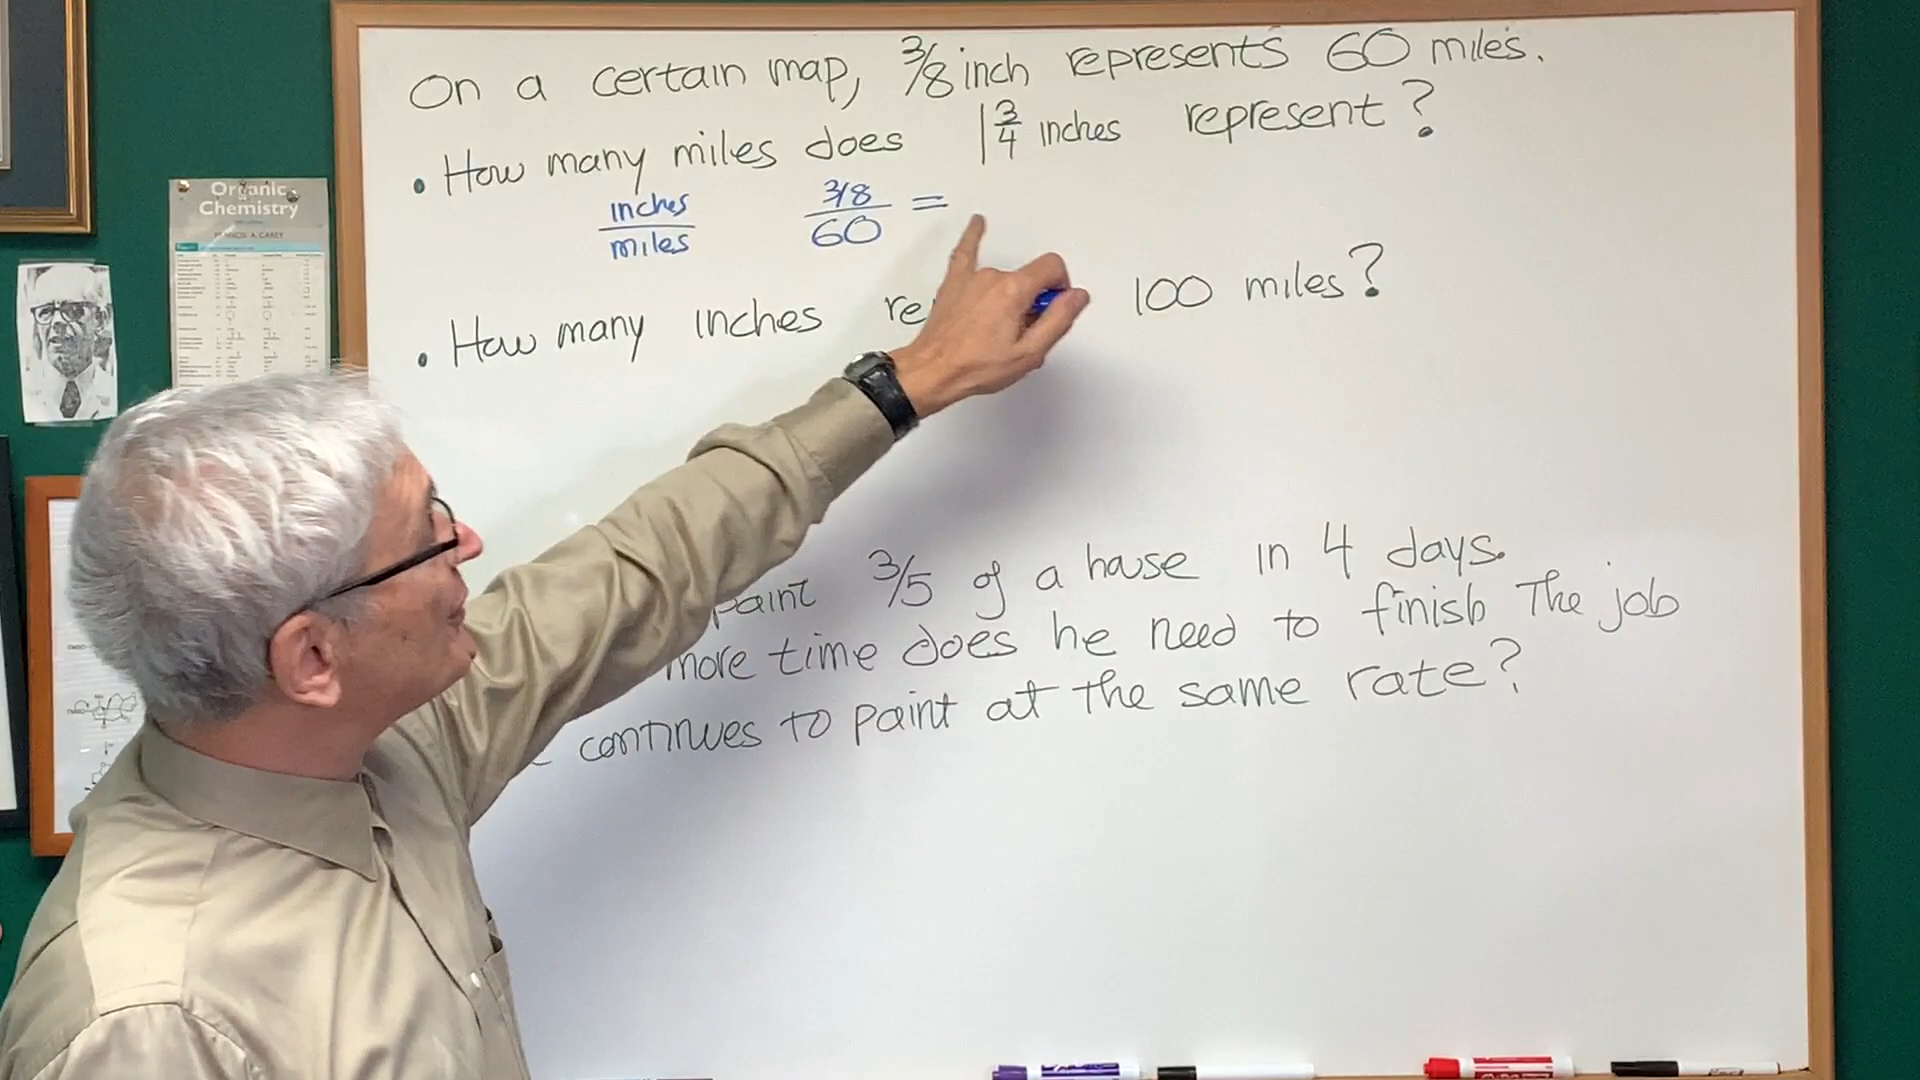 On a certain map, 3/8 inch represents 60 miles.
• How many miles does 1 3/4 inches represent?
inches
miles
3/8
60
=
• How many inches 100 miles?
paint 3/5 of a house in 4 days.
more time does he need to finish The job
continues to paint at the same rate?
Organic
Chemistry
FRANCIS A. CAREY